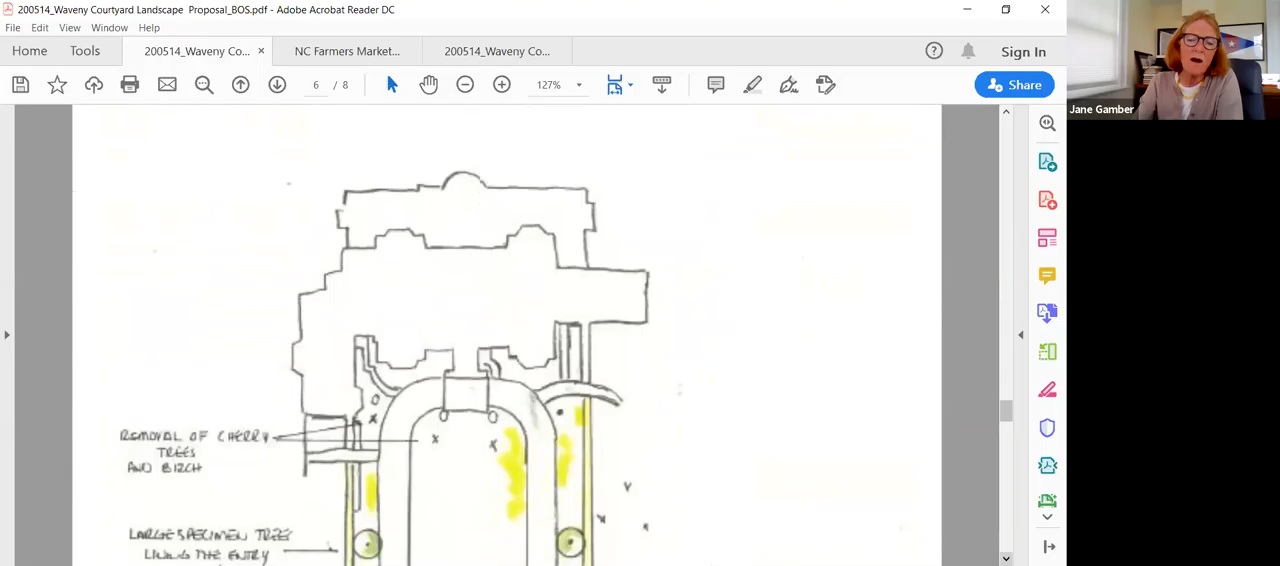 200514_Waveny Courtyard Landscape Proposal_BOS.pdf - Adobe Acrobat Reader DC
File Edit View Window Help
Home Tools 200514_Waveny Co... × NC Farmers Market... 200514_Waveny Co... Sign In
6 / 8 127% Share
Jane Gamber
REMOVAL OF CHERRY
TREES
AND BIRCH
LARGE SPECIMEN TREE
LINING THE ENTRY